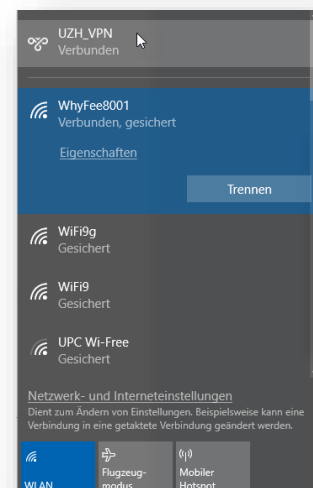 UZH_VPN
Verbunden
WhyFee8001
Verbunden, gesichert
Eigenschaften
Trennen
WiFi9g
Gesichert
WiFi9
Gesichert
UPC Wi-Free
Gesichert
Netzwerk- und Interneteinstellungen
Dient zum Ändern von Einstellungen. Beispielsweise kann eine
Verbindung in eine getaktete Verbindung geändert werden.
WLAN
Flugzeug-
modus
Mobiler
Hotspot